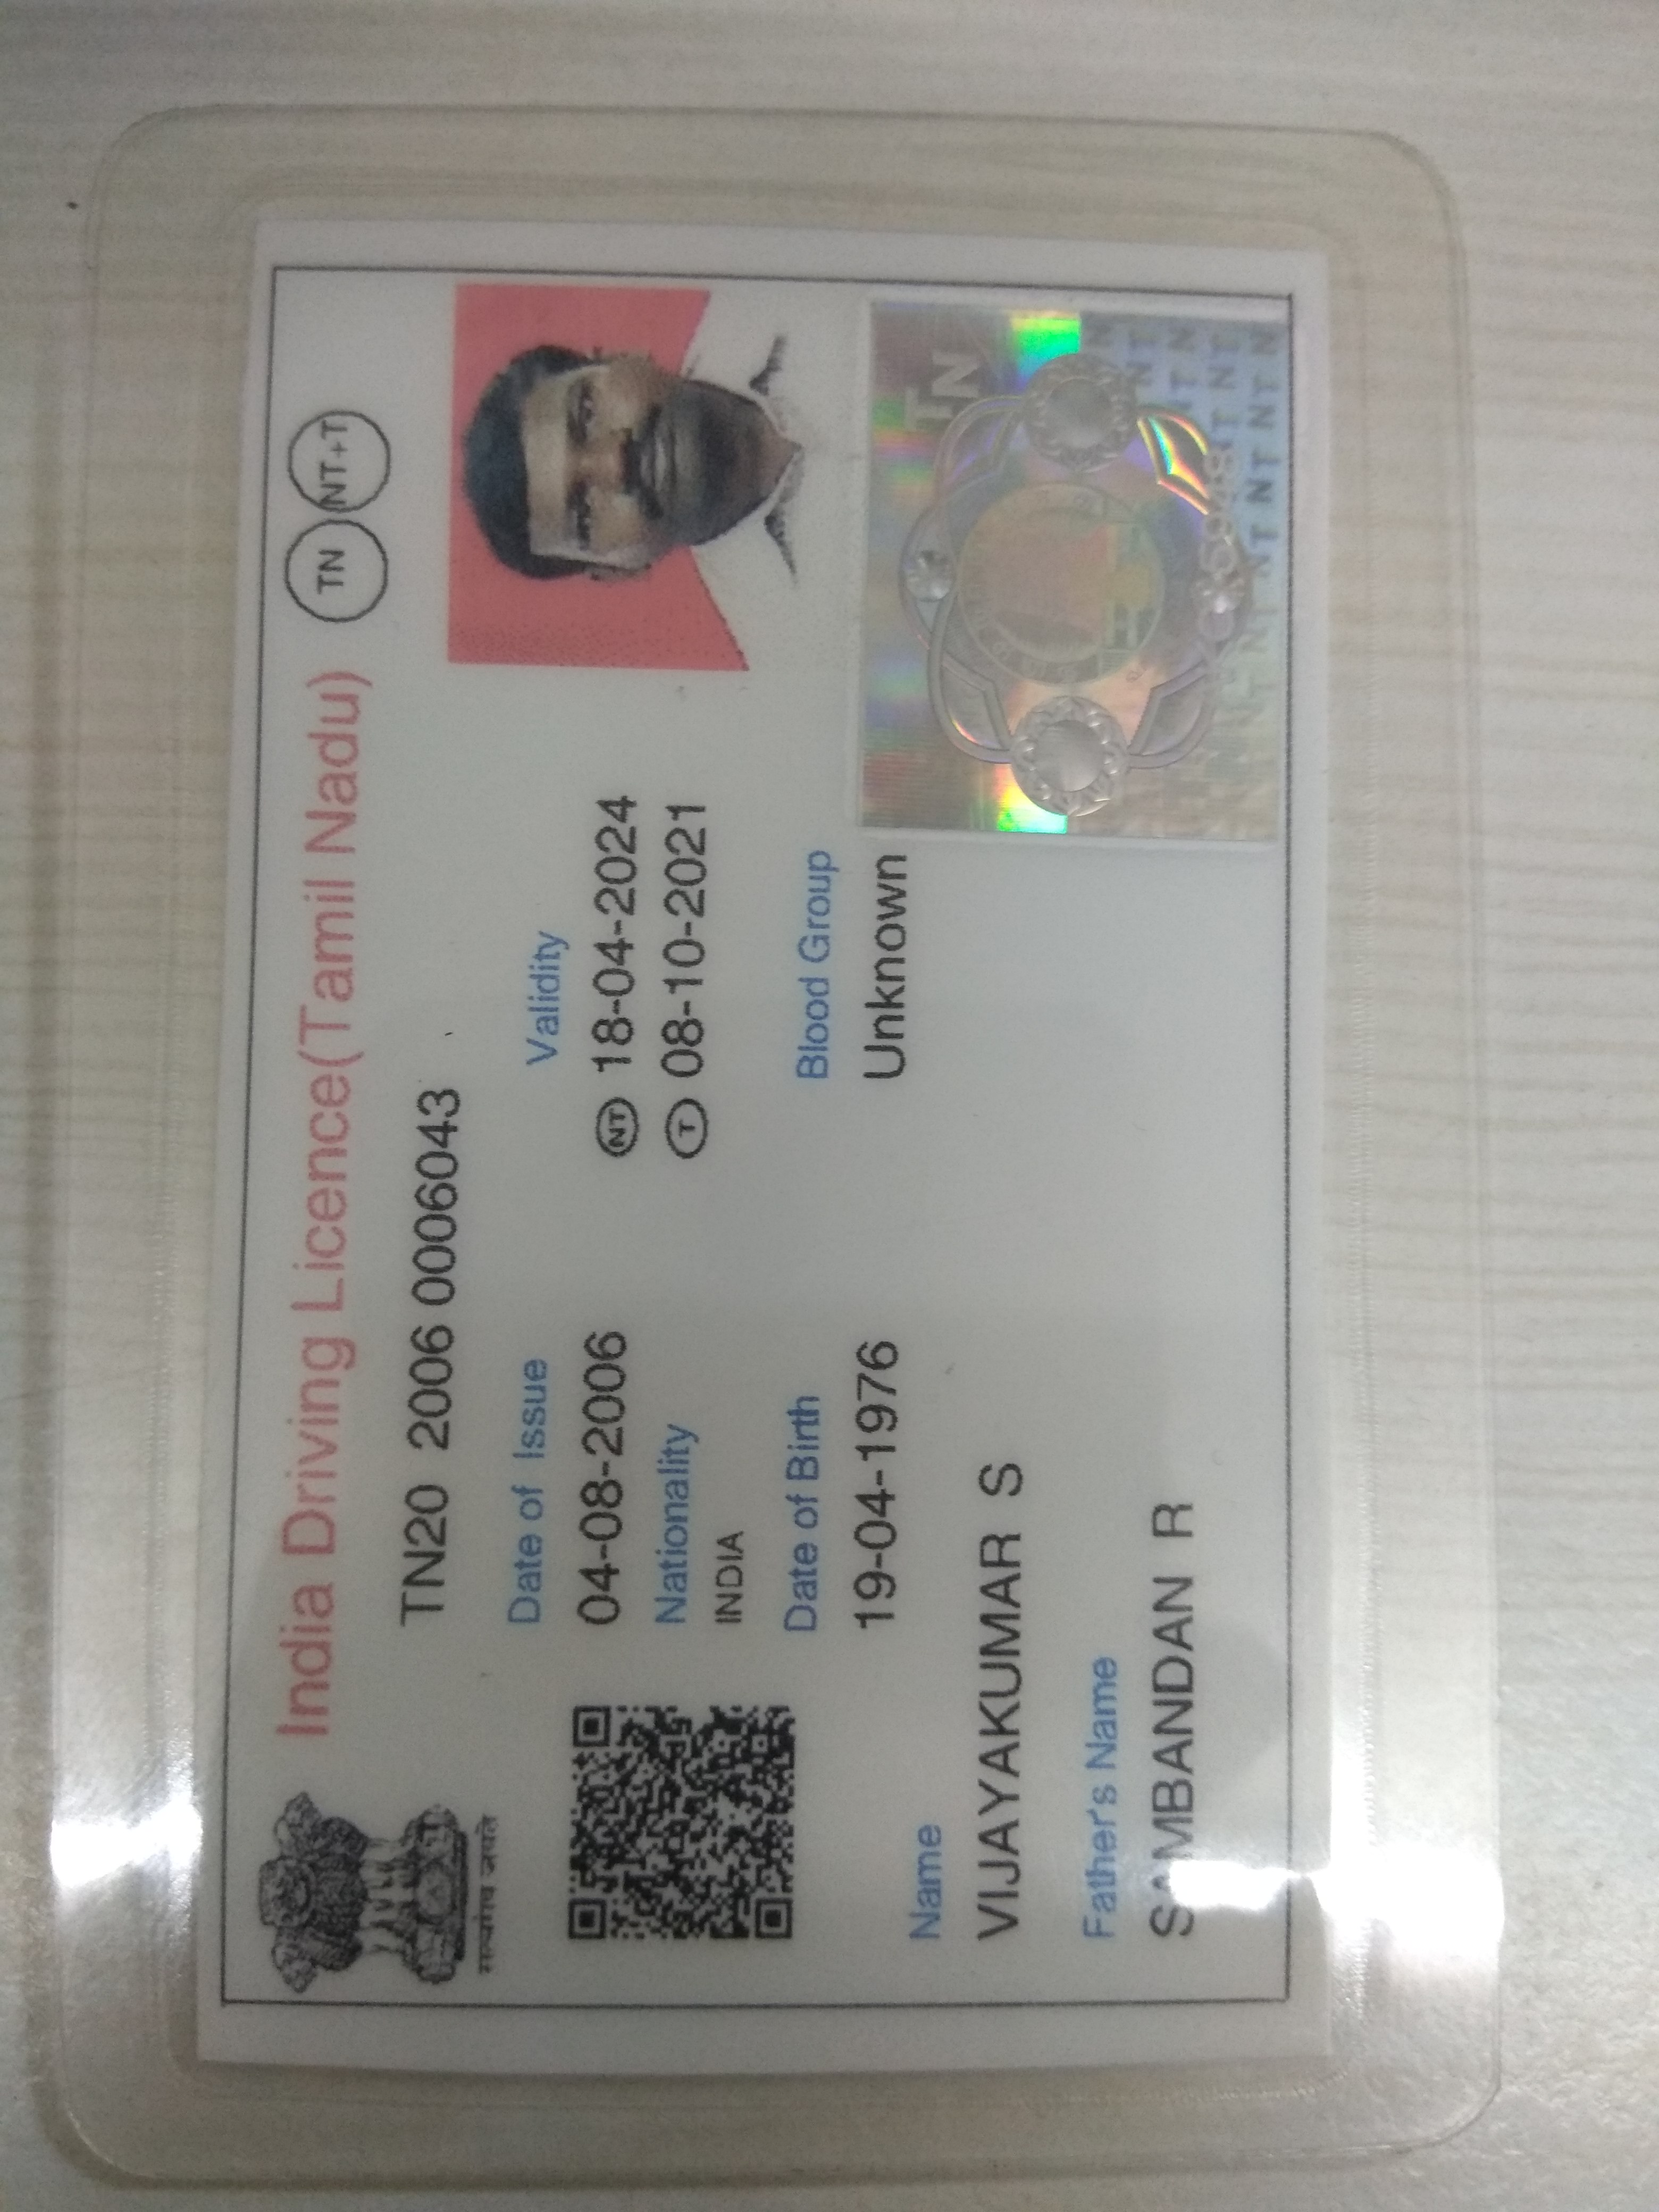 India Driving Licence(Tamil Nadu) TN NT+T
सत्यमेव जयते
TN20 2006 0006043
Date of Issue Validity
04-08-2006 NT 18-04-2024
Nationality T 08-10-2021
INDIA
Date of Birth Blood Group
19-04-1976 Unknown
Name
VIJAYAKUMAR S
Father's Name
SAMBANDAN R
TN